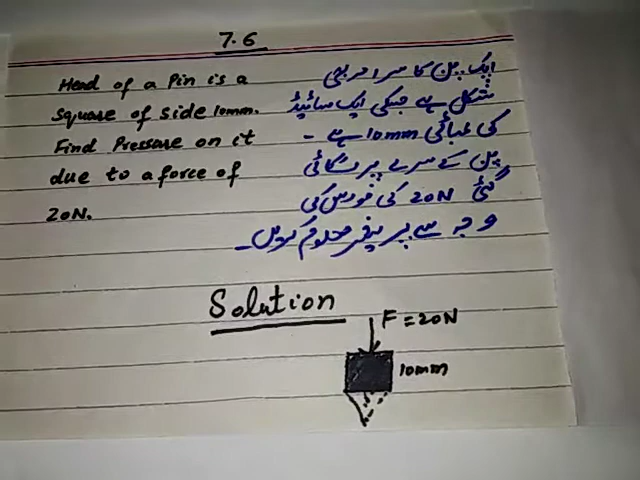 7.6
Head of a Pin is a
Square of side 10mm.
Find Pressure on it
due to a force of
20N.
ایک پن کا سرا مربعی
شکل ہے جسکی ایک سائیڈ
کی لمبائی 10mm ہے -
پن کے سرے پر لگائی
گئی 20N کی فورس کی
وجہ سے پریشر معلوم کریں۔
Solution
F = 20N
10mm